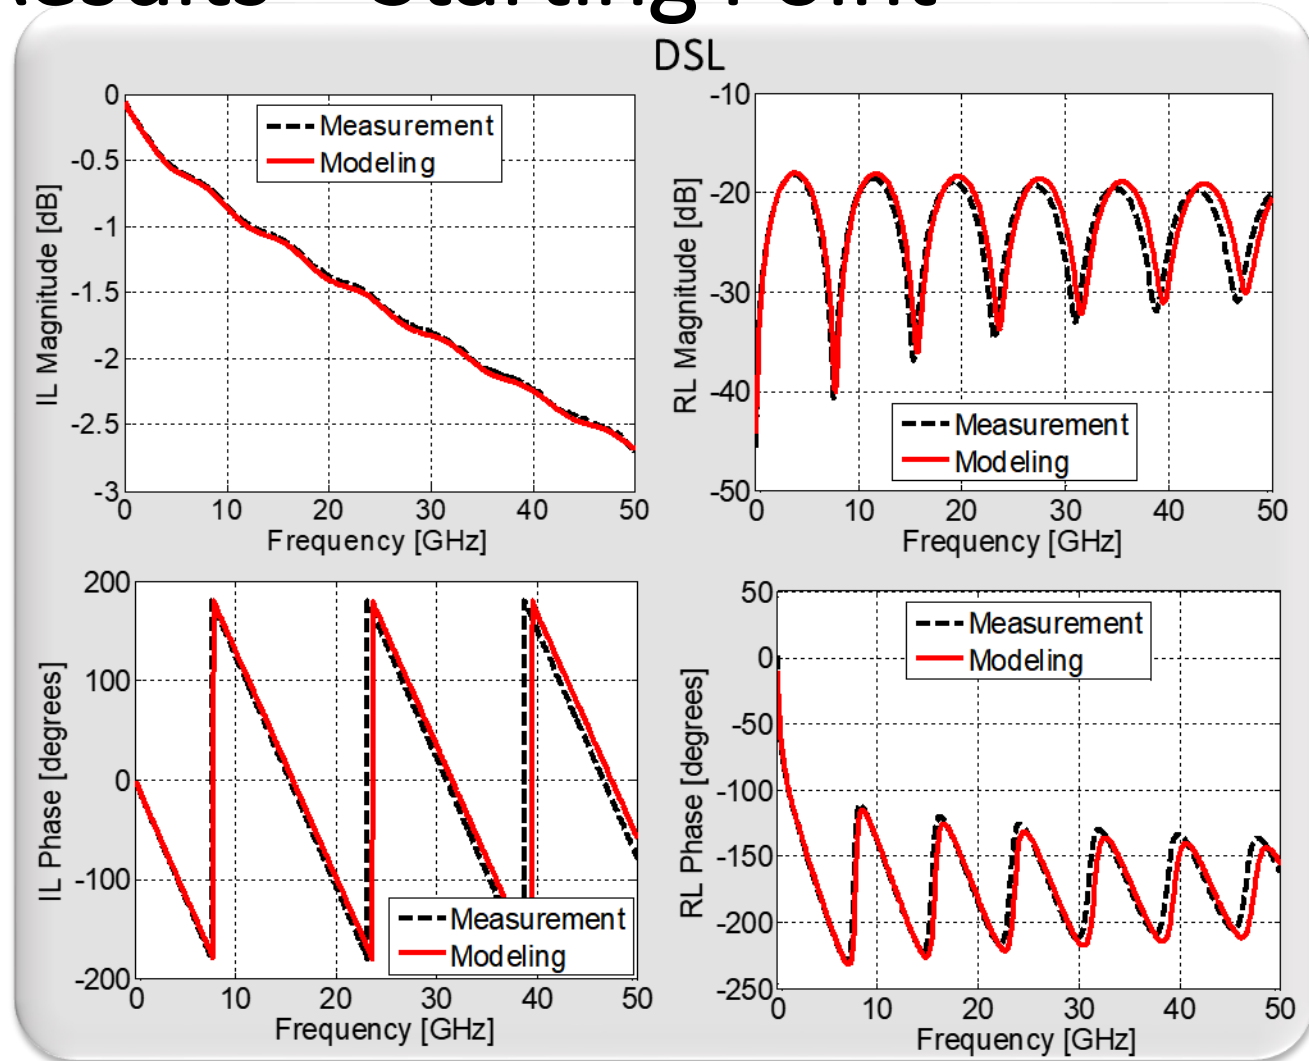 Results - Starting Point
DSL
0
-0.5
-1
-1.5
-2
-2.5
-3
IL Magnitude [dB]
Measurement
Modeling
0 10 20 30 40 50
Frequency [GHz]
-10
-20
-30
-40
-50
RL Magnitude [dB]
Measurement
Modeling
0 10 20 30 40 50
Frequency [GHz]
200
100
0
-100
-200
IL Phase [degrees]
Measurement
Modeling
0 10 20 30 40 50
Frequency [GHz]
50
0
-50
-100
-150
-200
-250
RL Phase [degrees]
Measurement
Modeling
0 10 20 30 40 50
Frequency [GHz]